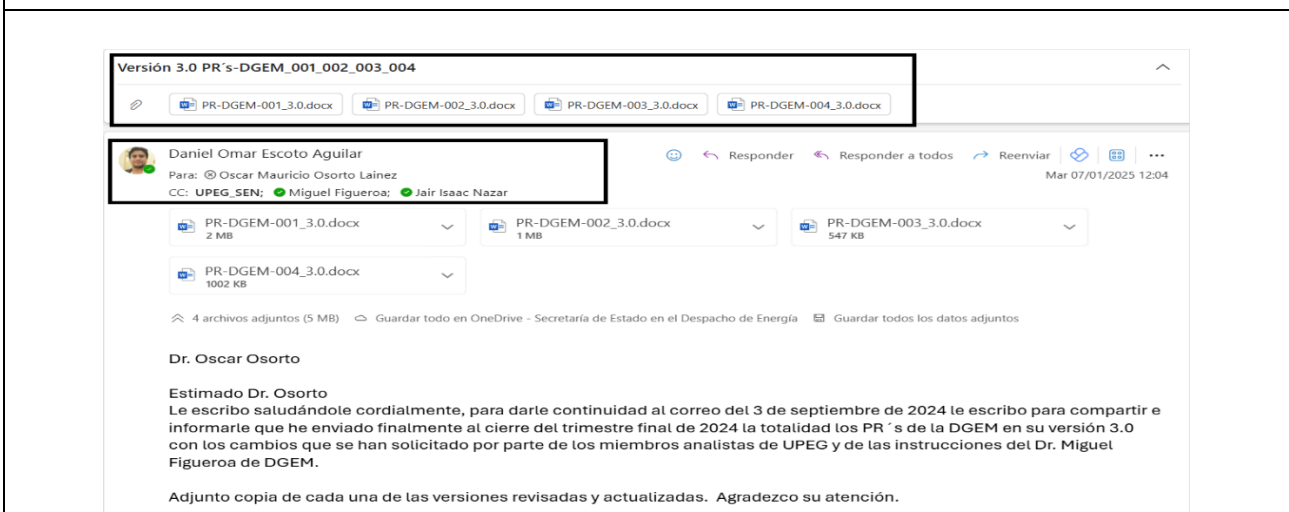 Versión 3.0 PR´s-DGEM_001_002_003_004
PR-DGEM-001_3.0.docx PR-DGEM-002_3.0.docx PR-DGEM-003_3.0.docx PR-DGEM-004_3.0.docx
Daniel Omar Escoto Aguilar
Responder Responder a todos Reenviar
Para: Oscar Mauricio Osorto Lainez
Mar 07/01/2025 12:04
CC: UPEG_SEN; Miguel Figueroa; Jair Isaac Nazar
PR-DGEM-001_3.0.docx
2 MB
PR-DGEM-002_3.0.docx
1 MB
PR-DGEM-003_3.0.docx
547 KB
PR-DGEM-004_3.0.docx
1002 KB
4 archivos adjuntos (5 MB) Guardar todo en OneDrive - Secretaría de Estado en el Despacho de Energía Guardar todos los datos adjuntos
Dr. Oscar Osorto
Estimado Dr. Osorto
Le escribo saludándole cordialmente, para darle continuidad al correo del 3 de septiembre de 2024 le escribo para compartir e
informarle que he enviado finalmente al cierre del trimestre final de 2024 la totalidad los PR´s de la DGEM en su versión 3.0
con los cambios que se han solicitado por parte de los miembros analistas de UPEG y de las instrucciones del Dr. Miguel
Figueroa de DGEM.
Adjunto copia de cada una de las versiones revisadas y actualizadas. Agradezco su atención.